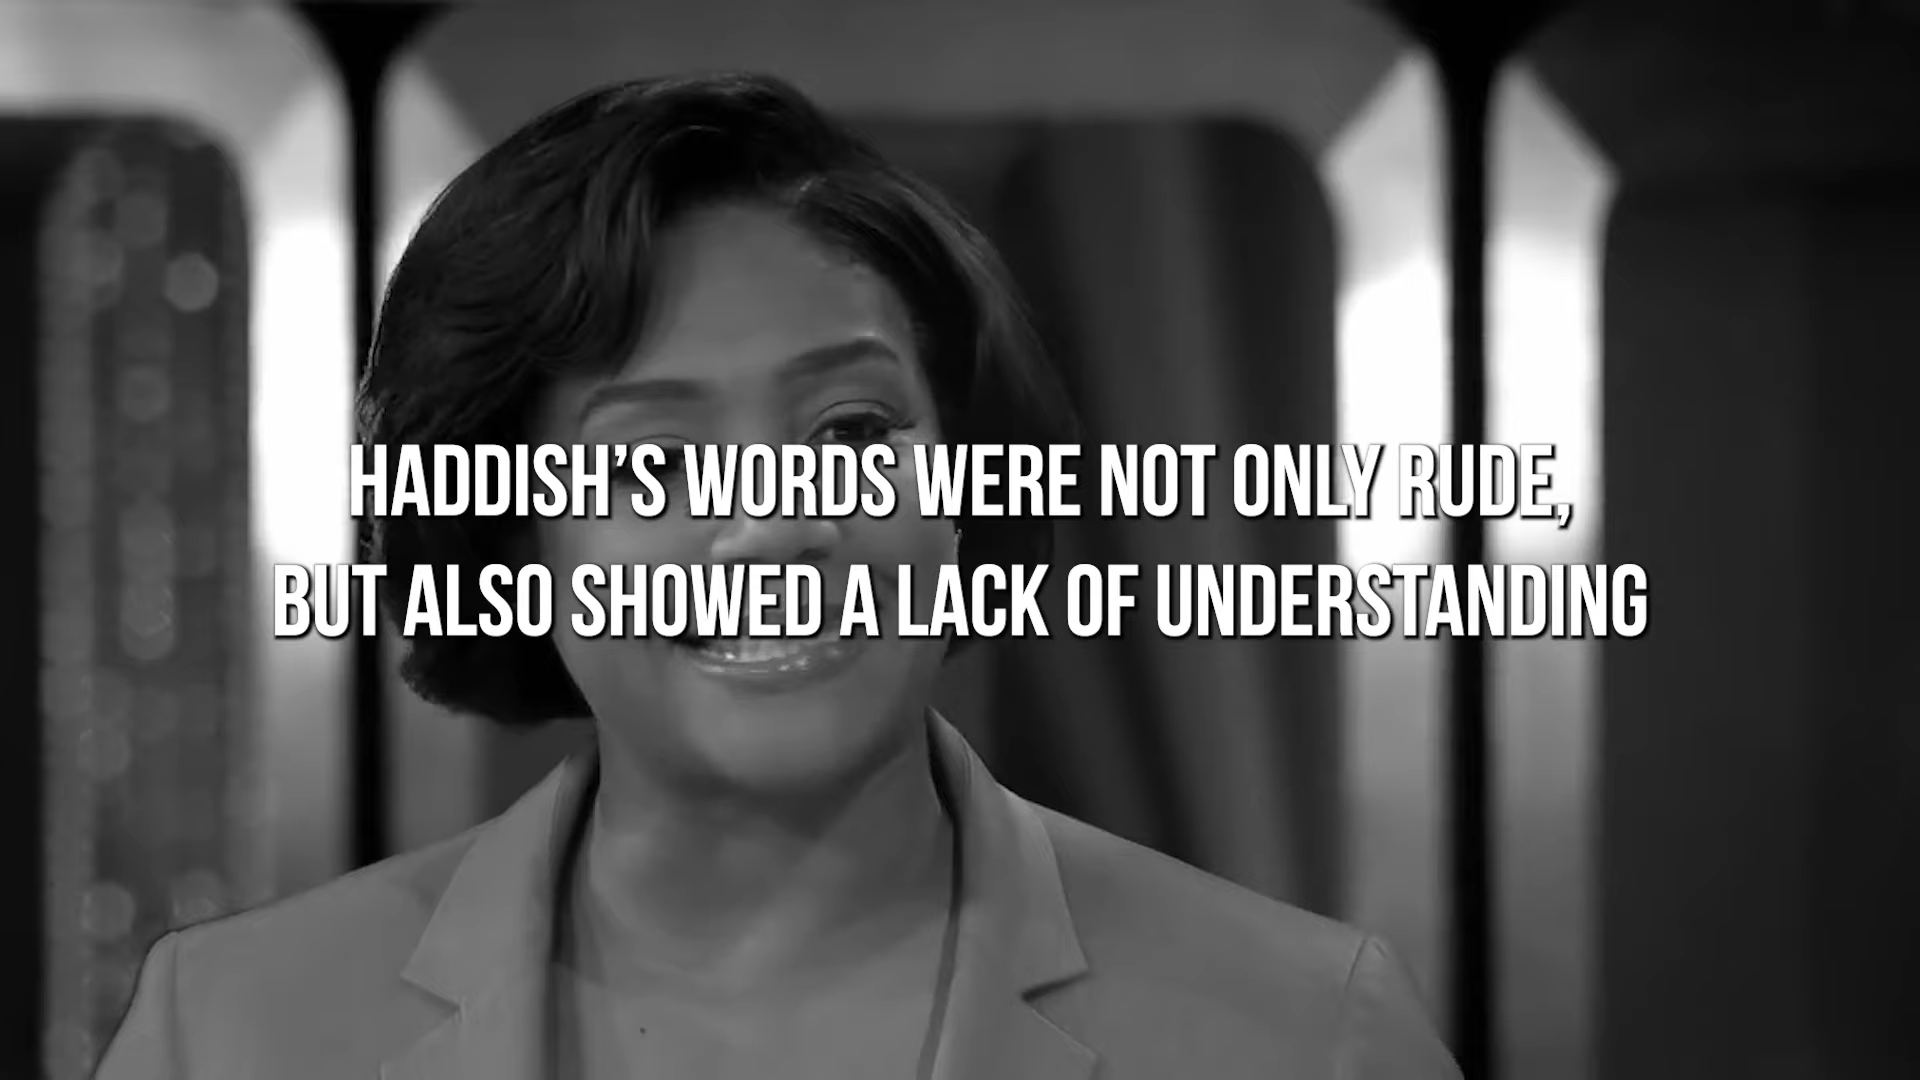 HADDISH’S WORDS WERE NOT ONLY RUDE,
BUT ALSO SHOWED A LACK OF UNDERSTANDING